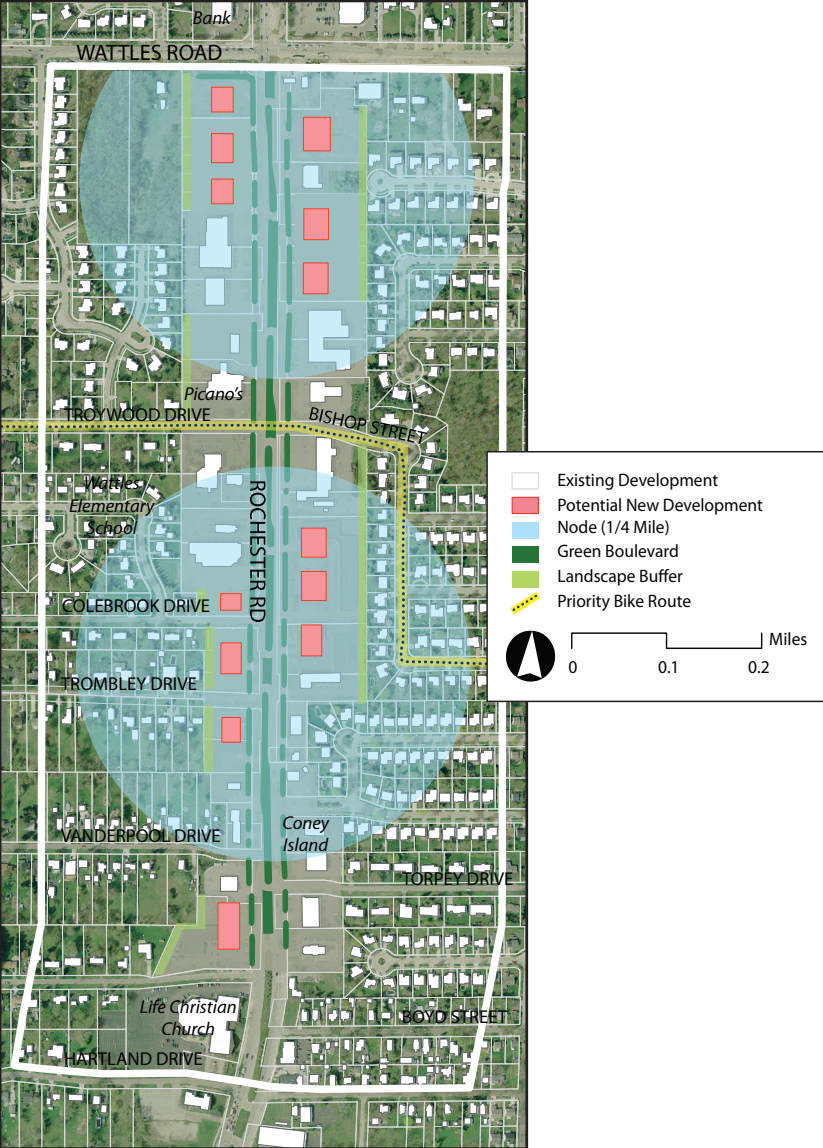 Bank
WATTLES ROAD
Picano's
TROYWOOD DRIVE
BISHOP STREET
Wattles
Elementary
School
ROCHESTER RD
COLEBROOK DRIVE
TROMBLEY DRIVE
VANDERPOOL DRIVE
Coney
Island
TORPEY DRIVE
Life Christian
Church
BOYD STREET
HARTLAND DRIVE
Existing Development
Potential New Development
Node (1/4 Mile)
Green Boulevard
Landscape Buffer
Priority Bike Route
Miles
0 0.1 0.2